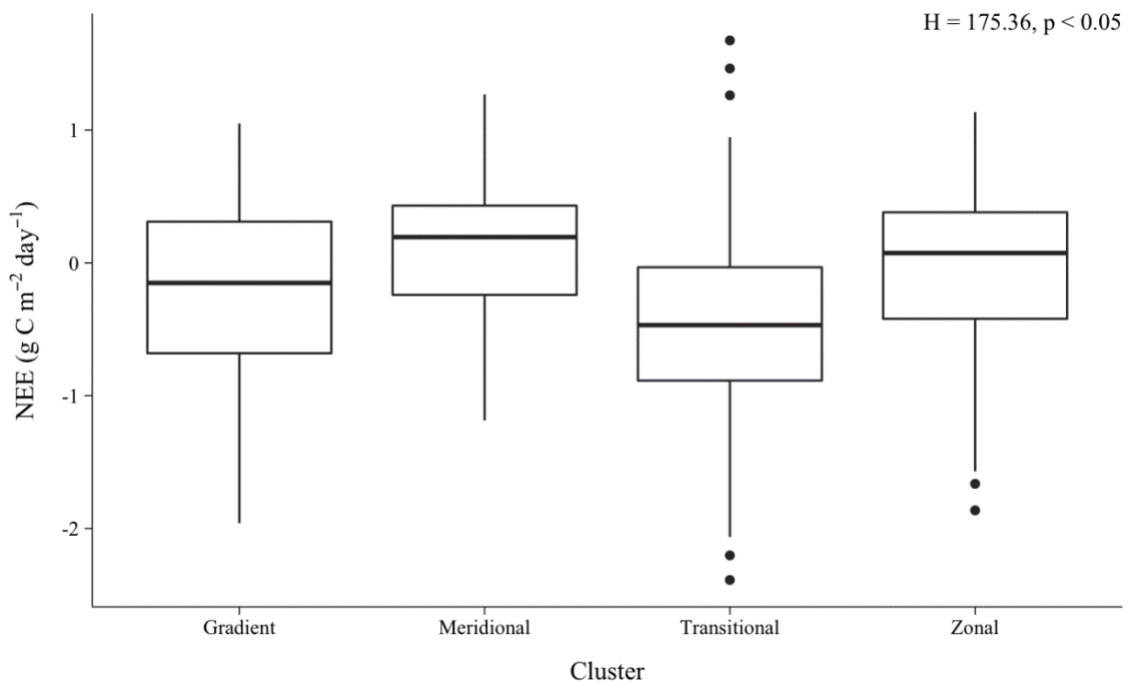 H = 175.36, p < 0.05
NEE (g C m⁻² day⁻¹)
1
0
-1
-2
Gradient Meridional Transitional Zonal
Cluster